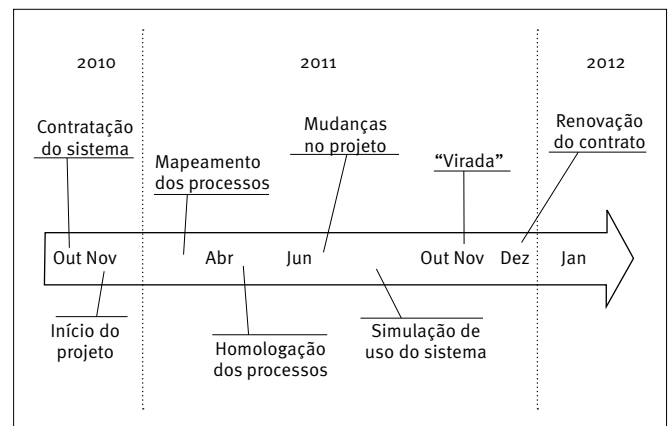 2010 2011 2012
Contratação
do sistema
Mapeamento
dos processos
Mudanças
no projeto
“Virada”
Renovação
do contrato
Out Nov Abr Jun Out Nov Dez Jan
Início do
projeto
Homologação
dos processos
Simulação de
uso do sistema